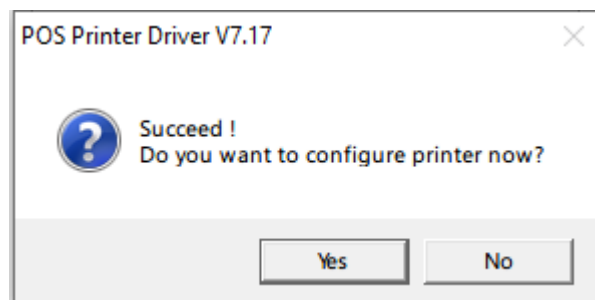 POS Printer Driver V7.17
Succeed !
Do you want to configure printer now?
Yes
No